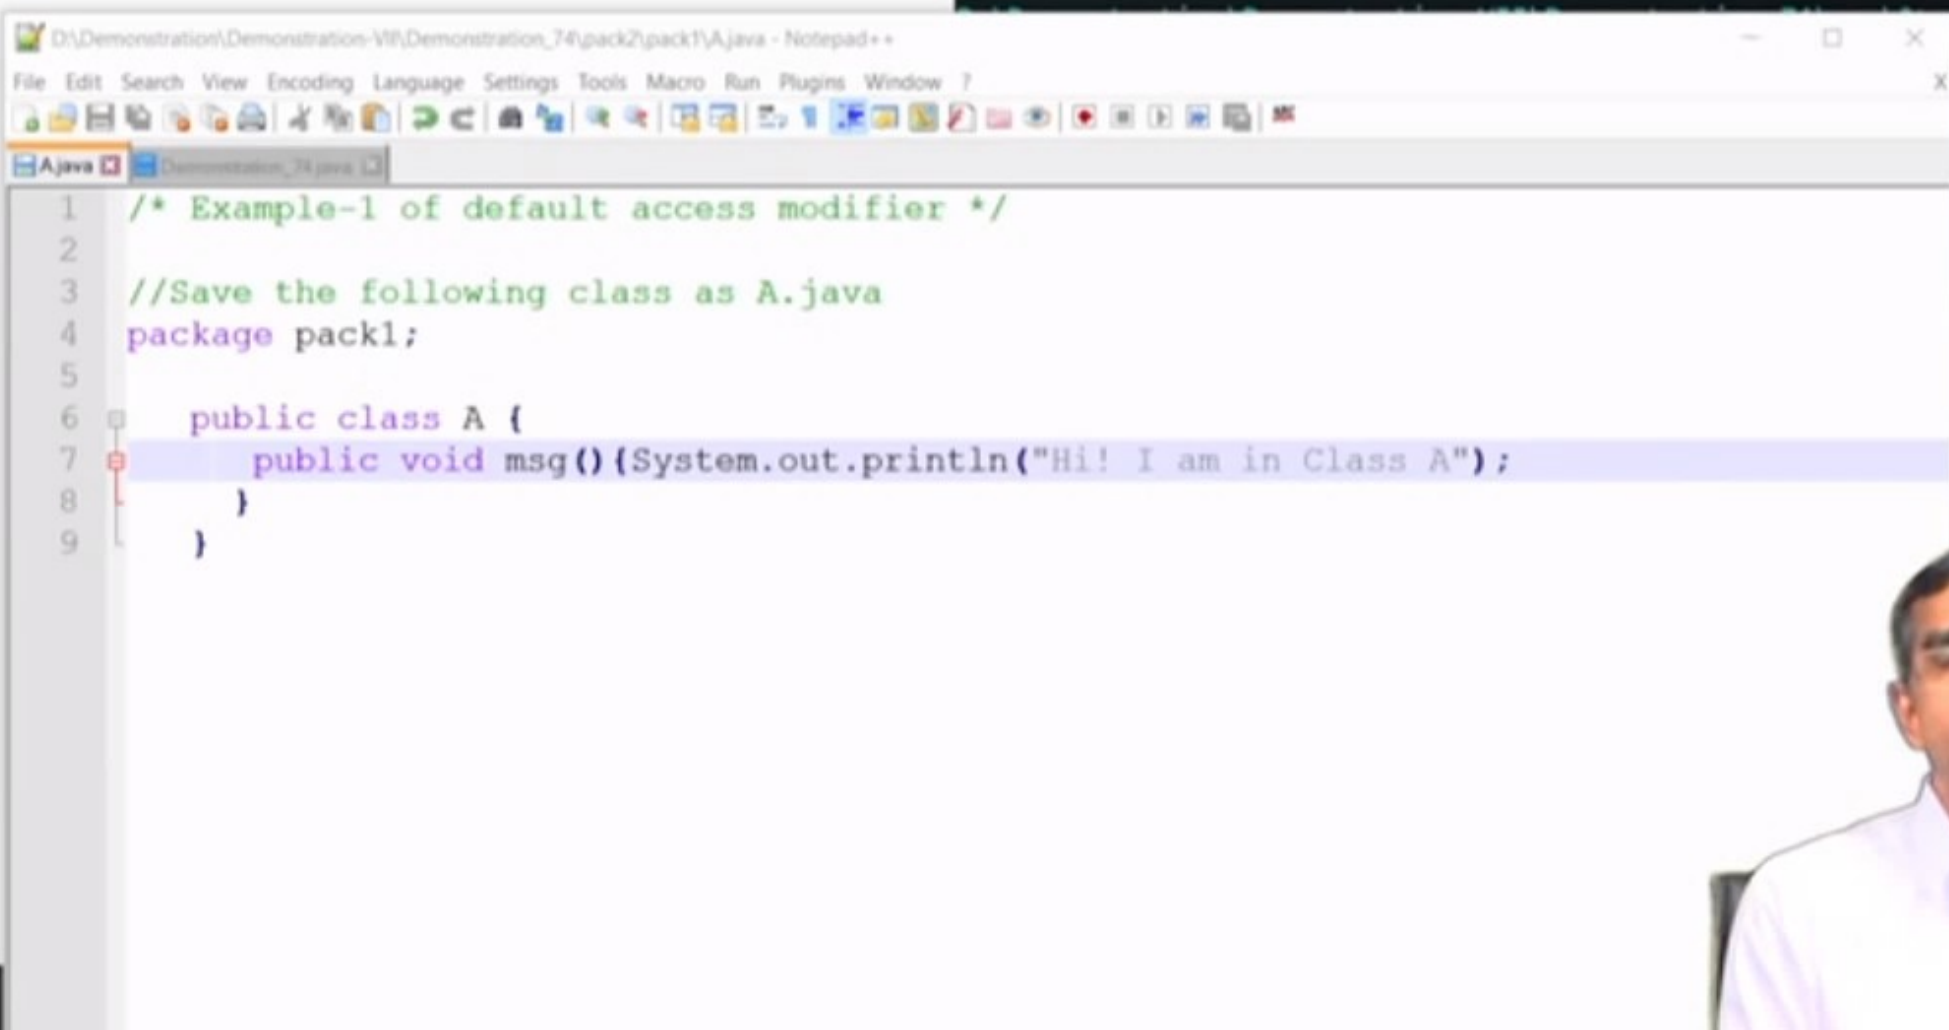 D:\Demonstration\Demonstration-VII\Demonstration_74\pack2\pack1\A.java - Notepad++
File Edit Search View Encoding Language Settings Tools Macro Run Plugins Window ?
X
A.java Demonstration_74.java
1 /* Example-1 of default access modifier */
2
3 //Save the following class as A.java
4 package pack1;
5
6 public class A {
7 public void msg(){System.out.println("Hi! I am in Class A");
8 }
9 }